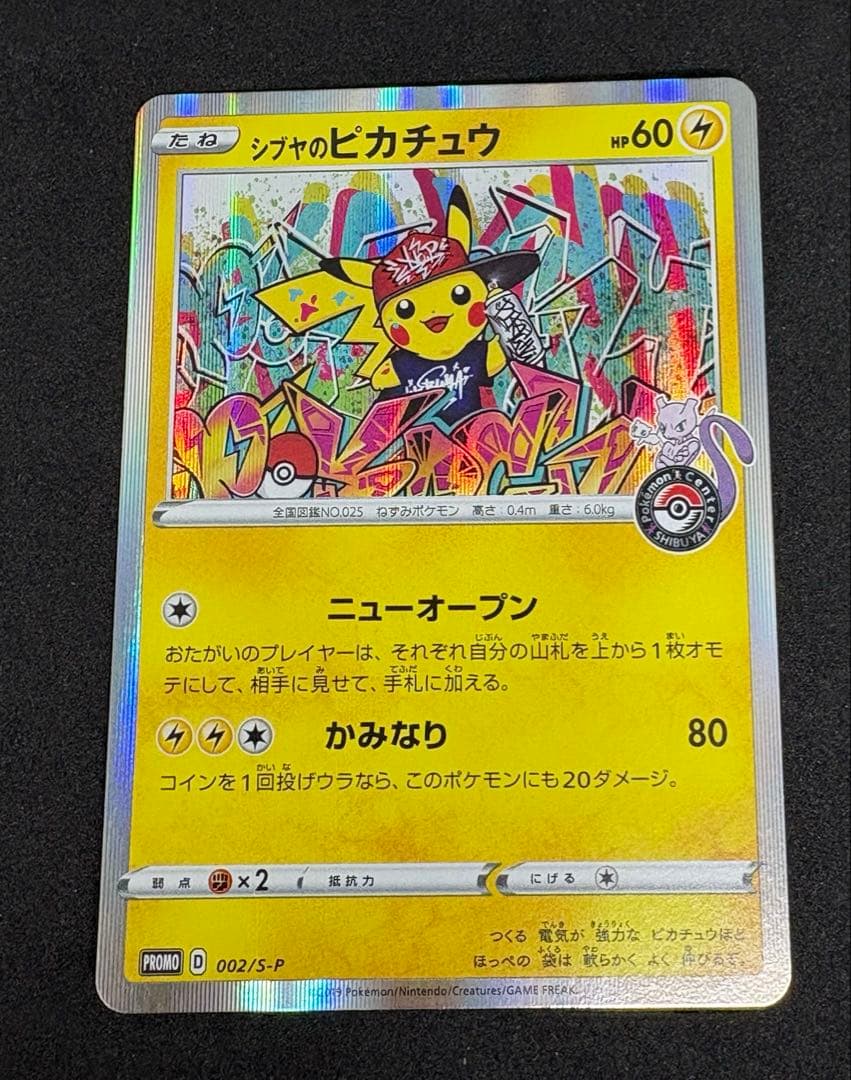 たね シブヤのピカチュウ HP60
Pokémon Center
SHIBUYA
全国図鑑NO.025 ねずみポケモン 高さ:0.4m 重さ:6.0kg
ニューオープン
おたがいのプレイヤーは、それぞれ自分の山札を上から1枚オモ
テにして、相手に見せて、手札に加える。
かみなり 80
コインを1回投げウラなら、このポケモンにも20ダメージ。
弱点 ×2 抵抗力 にげる
つくる 電気が 強力な ピカチュウほど
ほっぺの 袋は 軟らかく よく 伸びるぞ。
PROMO D 002/S-P
©2019 Pokémon/Nintendo/Creatures/GAME FREAK.